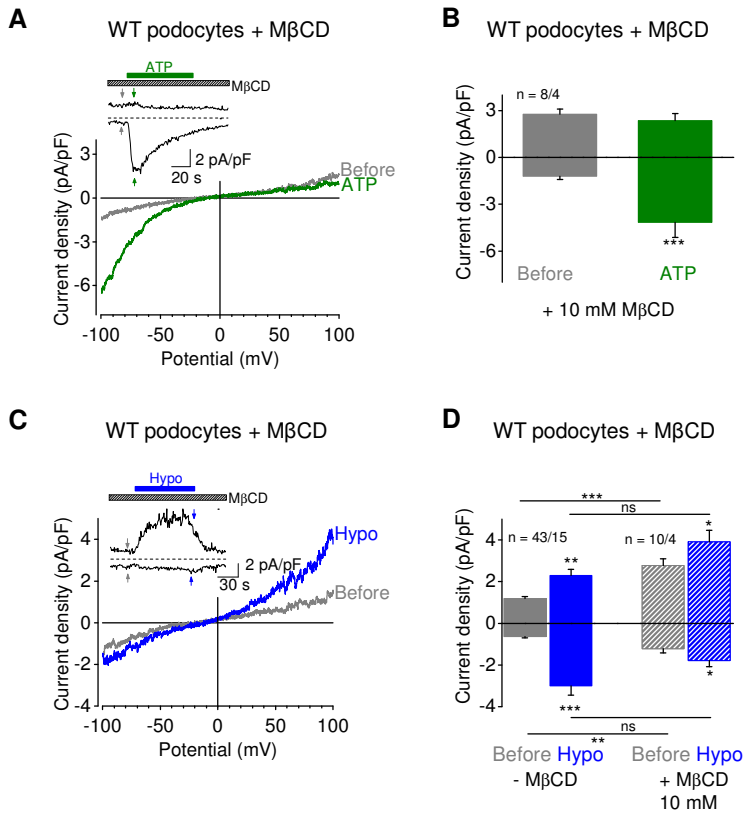 A
WT podocytes + MβCD
ATP
MβCD
2 pA/pF
20 s
Before
ATP
Current density (pA/pF)
3
0
-3
-6
-100
-50
0
50
100
Potential (mV)
B
WT podocytes + MβCD
n = 8/4
Current density (pA/pF)
3
0
-3
-6
***
Before
ATP
+ 10 mM MβCD
C
WT podocytes + MβCD
Hypo
MβCD
2 pA/pF
30 s
Hypo
Before
Current density (pA/pF)
4
2
0
-2
-4
-100
-50
0
50
100
Potential (mV)
D
WT podocytes + MβCD
***
ns
n = 43/15
n = 10/4
**
*
Current density (pA/pF)
4
2
0
-2
-4
***
*
ns
**
Before Hypo
Before Hypo
- MβCD
+ MβCD
10 mM